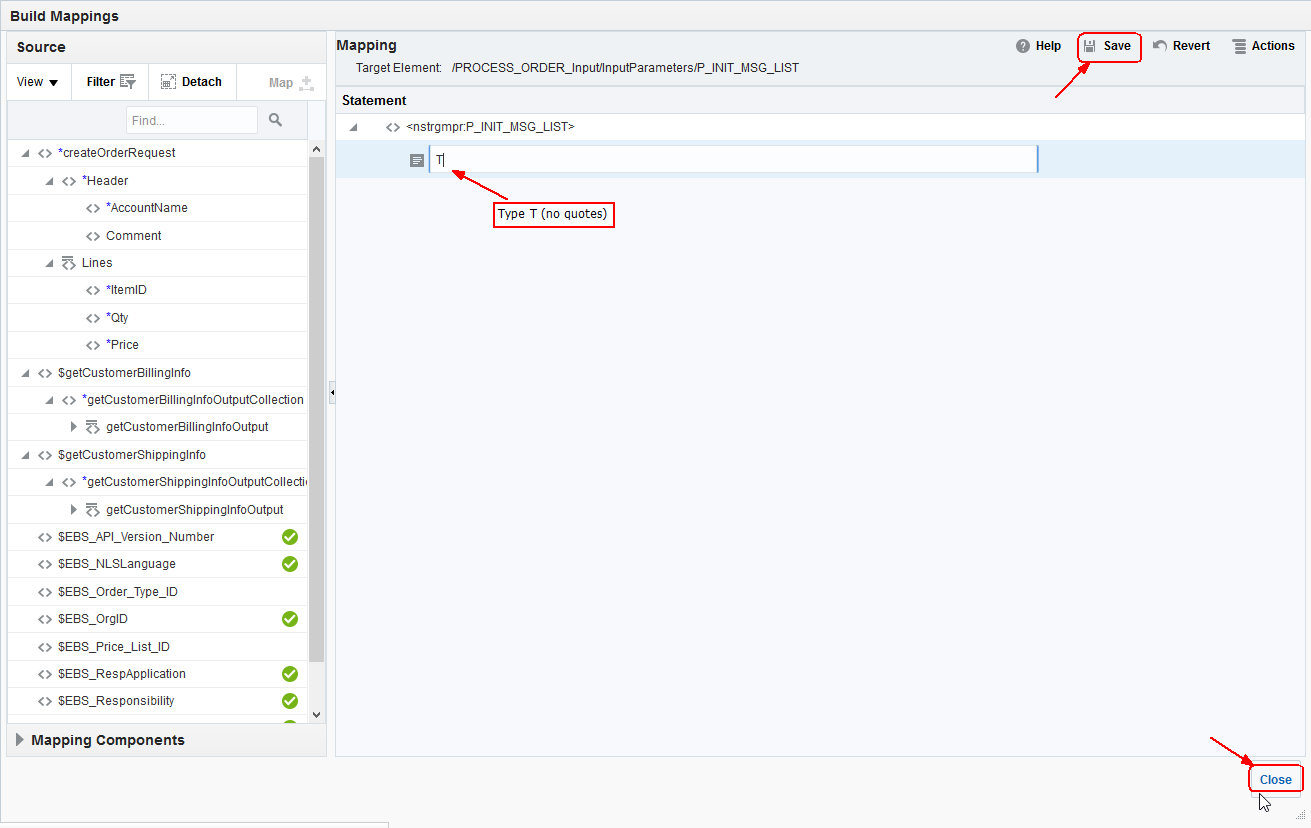 Build Mappings
Source
View
Filter
Detach
Map
Find...
*createOrderRequest
*Header
*AccountName
Comment
Lines
*ItemID
*Qty
*Price
$getCustomerBillingInfo
*getCustomerBillingInfoOutputCollection
getCustomerBillingInfoOutput
$getCustomerShippingInfo
*getCustomerShippingInfoOutputCollecti
getCustomerShippingInfoOutput
$EBS_API_Version_Number
$EBS_NLSLanguage
$EBS_Order_Type_ID
$EBS_OrgID
$EBS_Price_List_ID
$EBS_RespApplication
$EBS_Responsibility
Mapping Components
Mapping
Help
Save
Revert
Actions
Target Element: /PROCESS_ORDER_Input/InputParameters/P_INIT_MSG_LIST
Statement
<nstrgmpr:P_INIT_MSG_LIST>
T
Type T (no quotes)
Close